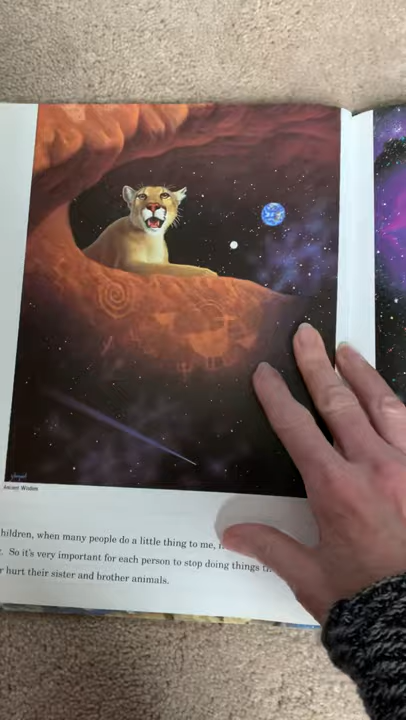 Ancient Wisdom
hildren, when many people do a little thing to me,
. So it's very important for each person to stop doing things
r hurt their sister and brother animals.